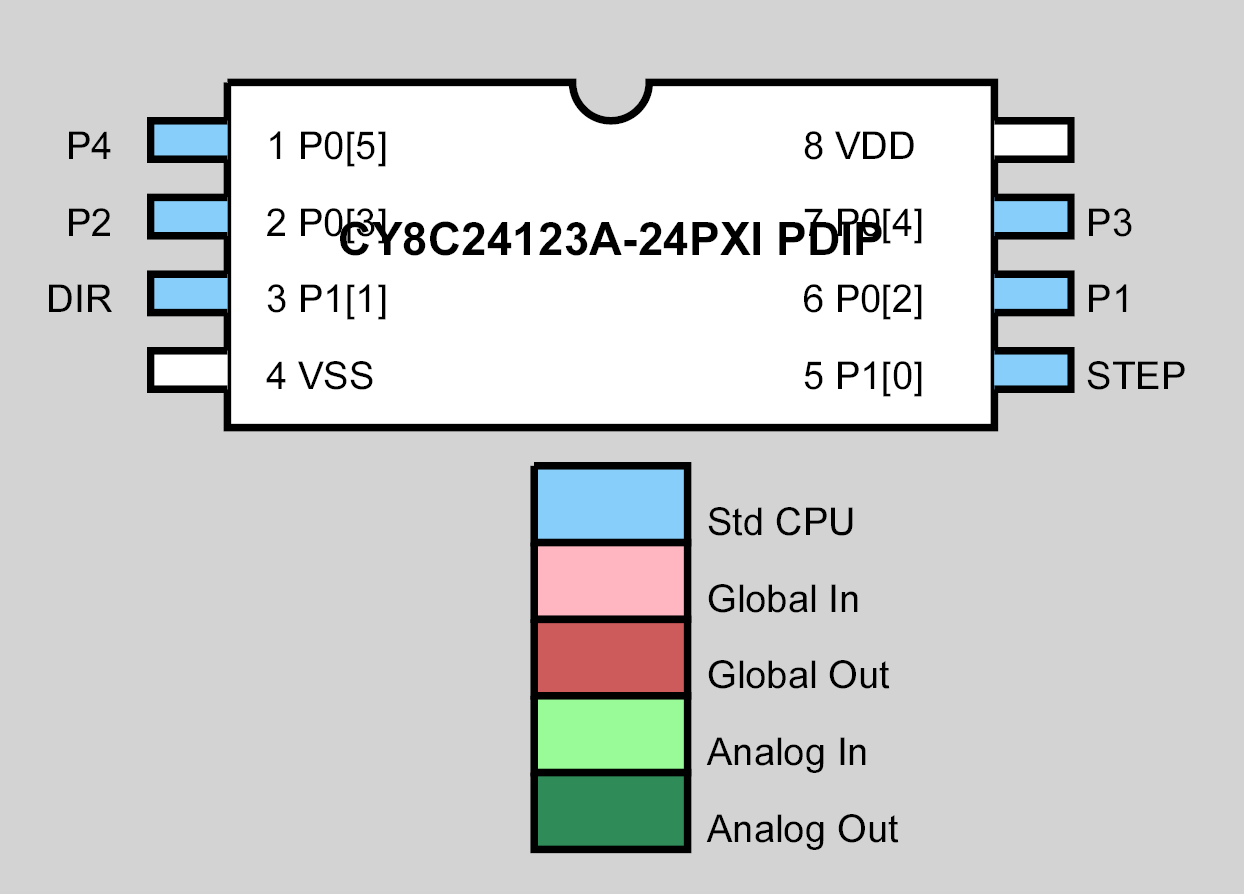 P4 1 P0[5] 8 VDD
P2 2 P0[3] 7 P0[4] P3
CY8C24123A-24PXI PDIP
DIR 3 P1[1] 6 P0[2] P1
4 VSS 5 P1[0] STEP
Std CPU
Global In
Global Out
Analog In
Analog Out